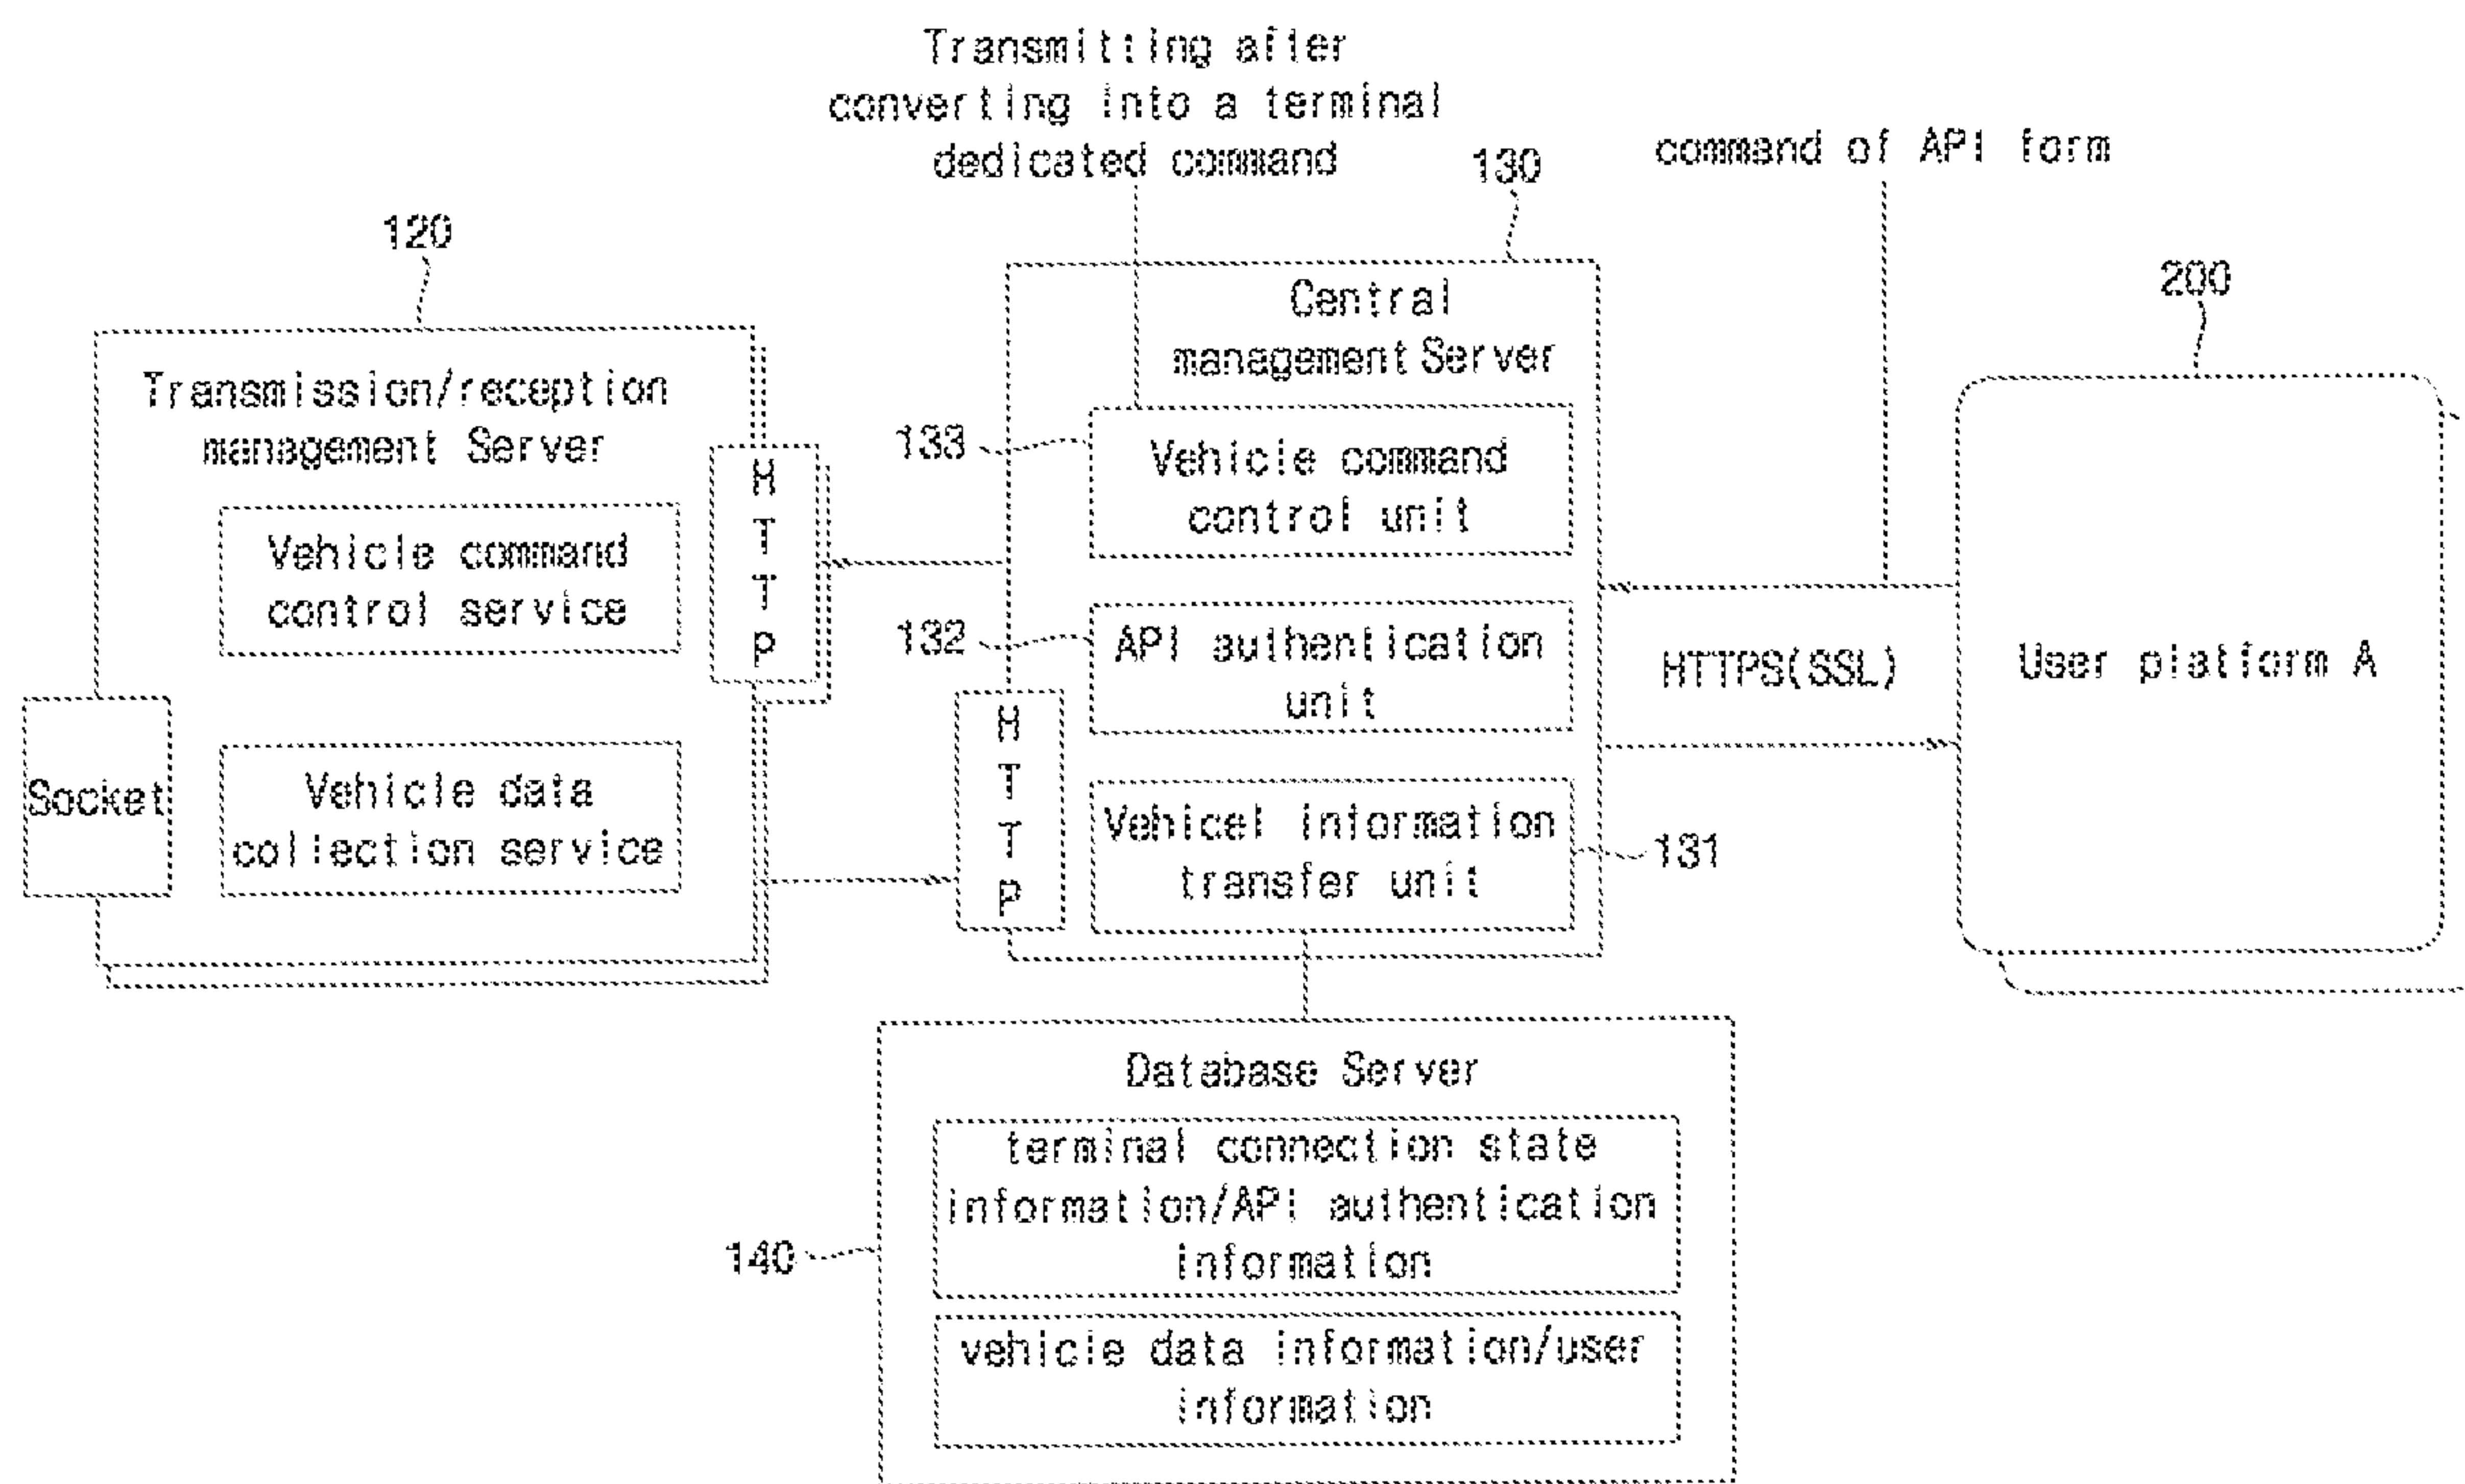 Transmitting after
converting into a terminal
dedicated command
130
command of API form
120
200
Central
management Server
Transmission/reception
management Server
133
Vehicle command
control unit
H
T
T
P
Vehicle command
control service
132
API authentication
unit
HTTPS(SSL)
User platform A
Socket
Vehicle data
collection service
H
T
T
P
Vehicel information
transfer unit
131
Database Server
terminal connection state
information/API authentication
information
140
vehicle data information/user
information